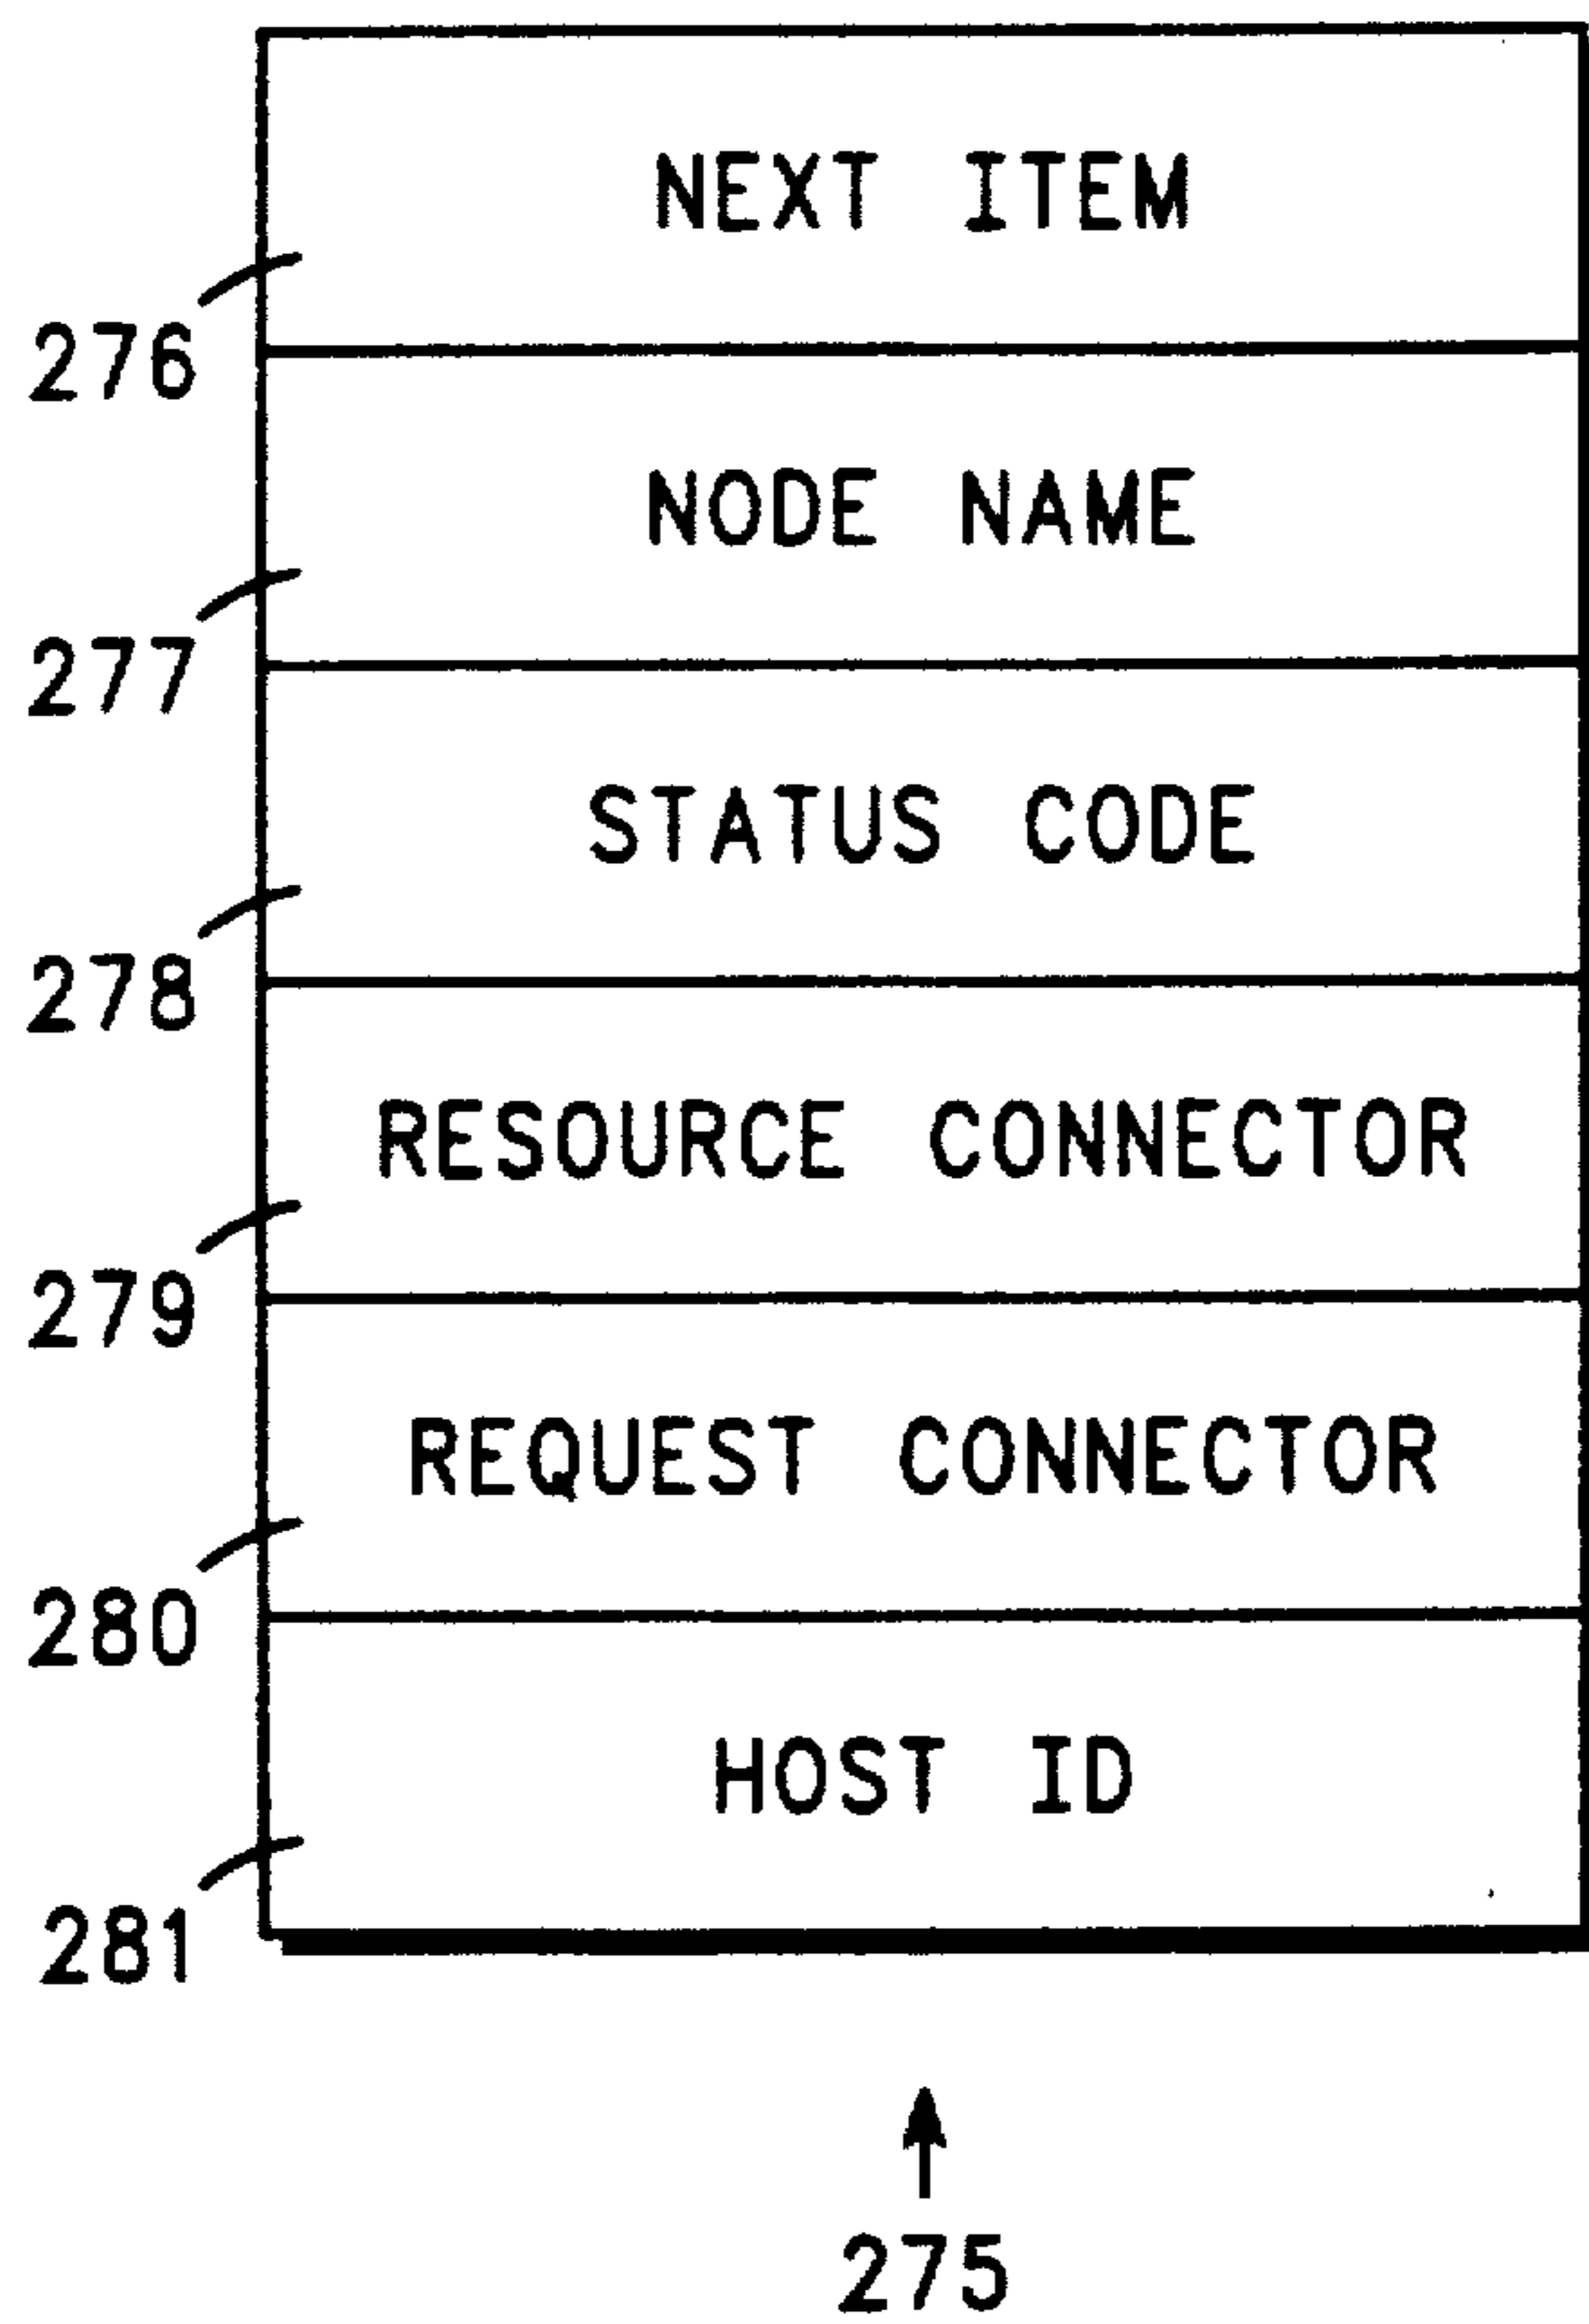 NEXT ITEM
276
NODE NAME
277
STATUS CODE
278
RESOURCE CONNECTOR
279
REQUEST CONNECTOR
280
HOST ID
281
275